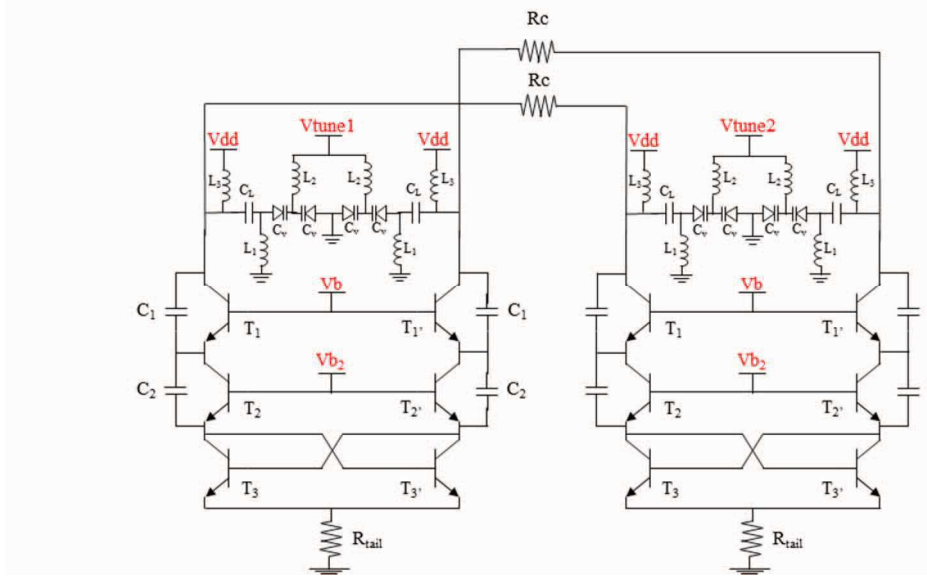 Rc
Rc
Vdd Vtune1 Vdd Vdd Vtune2 Vdd
L3 CL L2 L2 CL L3 L3 CL L2 L2 CL L3
Cv Cv Cv Cv Cv Cv Cv Cv
L1 L1 L1 L1
C1 Vb C1 Vb
T1 T1' T1 T1'
C2 Vb2 C2 Vb2
T2 T2' T2 T2'
T3 T3' T3 T3'
Rtail Rtail